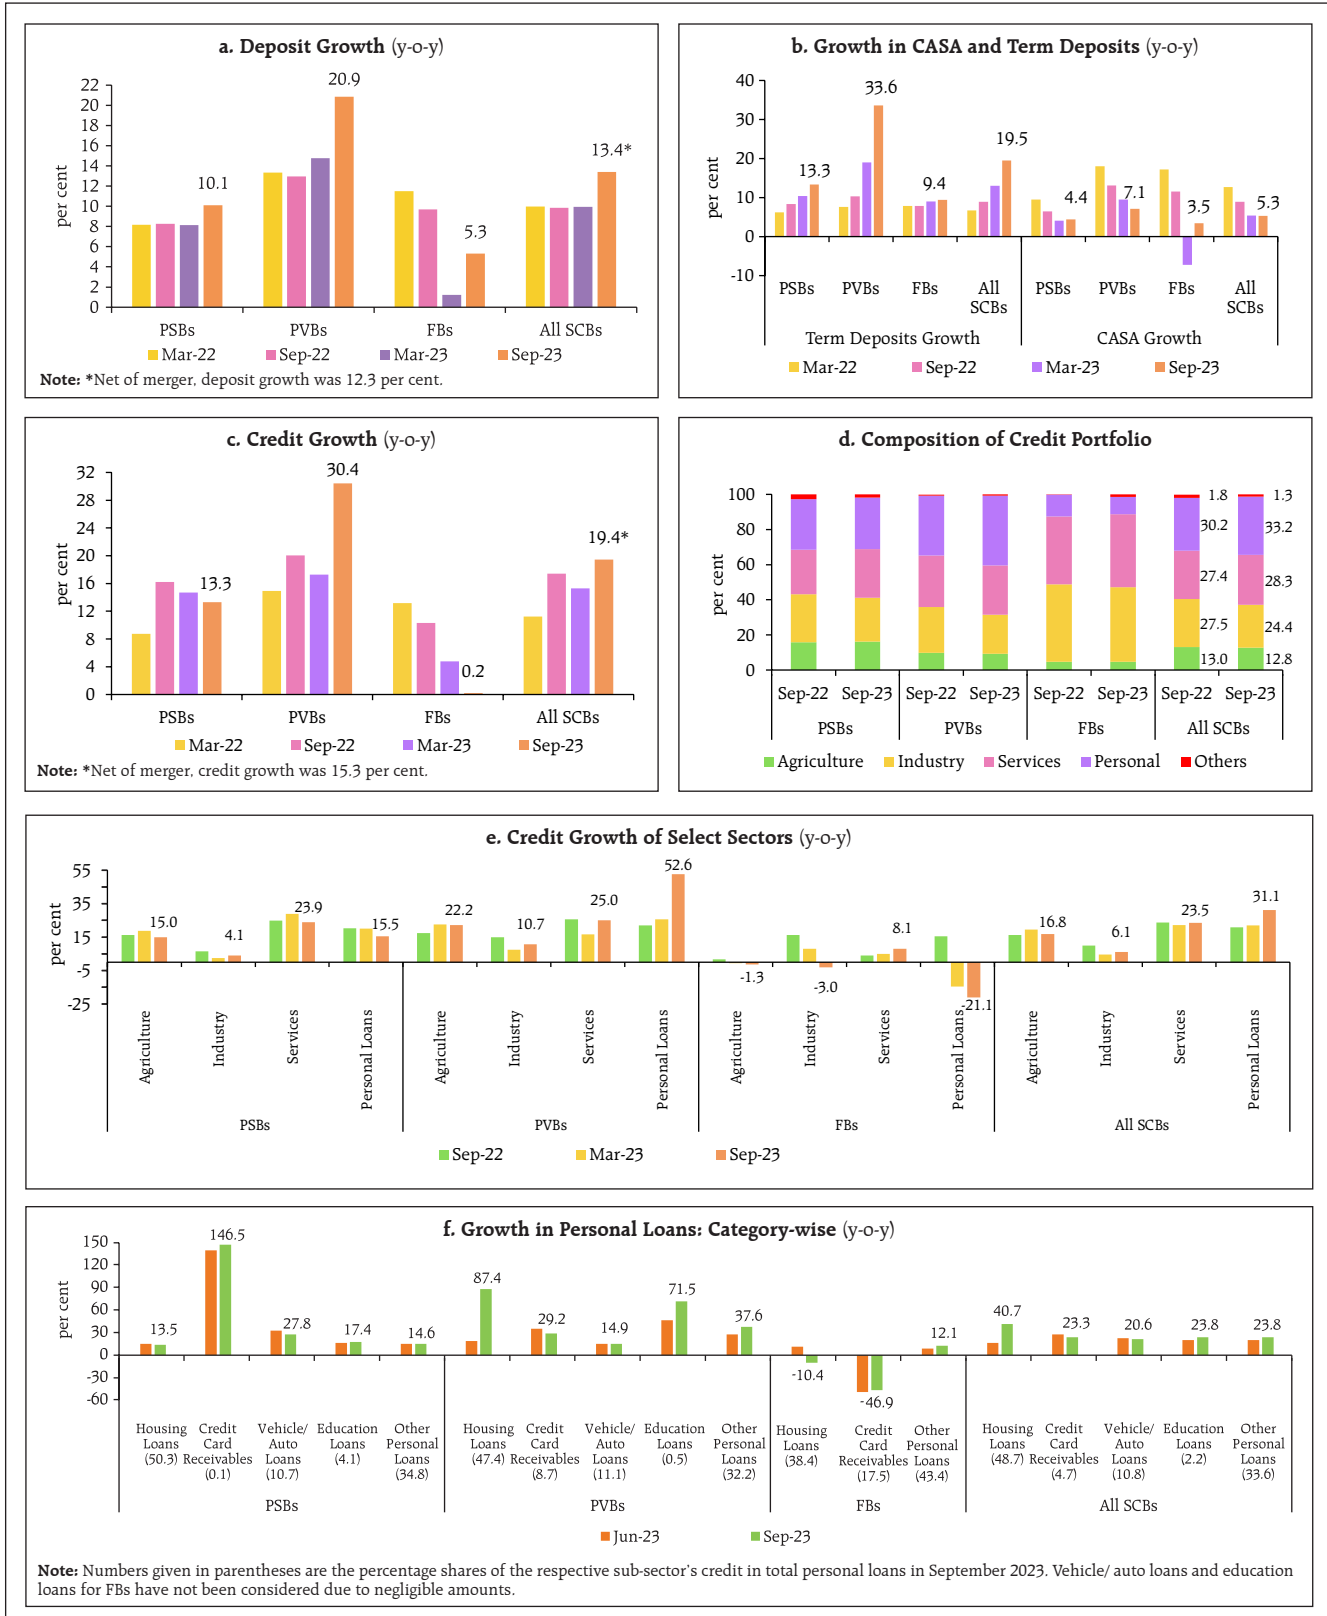 a. Deposit Growth (y-o-y)
per cent
22
20
18
16
14
12
10
8
6
4
2
0
10.1
20.9
5.3
13.4*
PSBs PVBs FBs All SCBs
Mar-22 Sep-22 Mar-23 Sep-23
Note: *Net of merger, deposit growth was 12.3 per cent.
b. Growth in CASA and Term Deposits (y-o-y)
per cent
40
30
20
10
0
-10
13.3
33.6
9.4
19.5
4.4
7.1
3.5
5.3
PSBs PVBs FBs All SCBs PSBs PVBs FBs All SCBs
Term Deposits Growth CASA Growth
Mar-22 Sep-22 Mar-23 Sep-23
c. Credit Growth (y-o-y)
per cent
32
28
24
20
16
12
8
4
0
13.3
30.4
0.2
19.4*
PSBs PVBs FBs All SCBs
Mar-22 Sep-22 Mar-23 Sep-23
Note: *Net of merger, credit growth was 15.3 per cent.
d. Composition of Credit Portfolio
per cent
100
80
60
40
20
0
1.8 1.3
30.2 33.2
27.4 28.3
27.5 24.4
13.0 12.8
Sep-22 Sep-23 Sep-22 Sep-23 Sep-22 Sep-23 Sep-22 Sep-23
PSBs PVBs FBs All SCBs
Agriculture Industry Services Personal Others
e. Credit Growth of Select Sectors (y-o-y)
per cent
55
35
15
-5
-25
15.0 4.1 23.9 15.5 22.2 10.7 25.0 52.6 -1.3 -3.0 8.1 -21.1 16.8 6.1 23.5 31.1
Agriculture Industry Services Personal Loans Agriculture Industry Services Personal Loans Agriculture Industry Services Personal Loans Agriculture Industry Services Personal Loans
PSBs PVBs FBs All SCBs
Sep-22 Mar-23 Sep-23
f. Growth in Personal Loans: Category-wise (y-o-y)
per cent
150
120
90
60
30
0
-30
-60
13.5 146.5 27.8 17.4 14.6 87.4 29.2 14.9 71.5 37.6 -10.4 -46.9 12.1 40.7 23.3 20.6 23.8 23.8
Housing Loans (50.3)
Credit Card Receivables (0.1)
Vehicle/ Auto Loans (10.7)
Education Loans (4.1)
Other Personal Loans (34.8)
Housing Loans (47.4)
Credit Card Receivables (8.7)
Vehicle/ Auto Loans (11.1)
Education Loans (0.5)
Other Personal Loans (32.2)
Housing Loans (38.4)
Credit Card Receivables (17.5)
Other Personal Loans (43.4)
Housing Loans (48.7)
Credit Card Receivables (4.7)
Vehicle/ Auto Loans (10.8)
Education Loans (2.2)
Other Personal Loans (33.6)
PSBs PVBs FBs All SCBs
Jun-23 Sep-23
Note: Numbers given in parentheses are the percentage shares of the respective sub-sector's credit in total personal loans in September 2023. Vehicle/ auto loans and education
loans for FBs have not been considered due to negligible amounts.